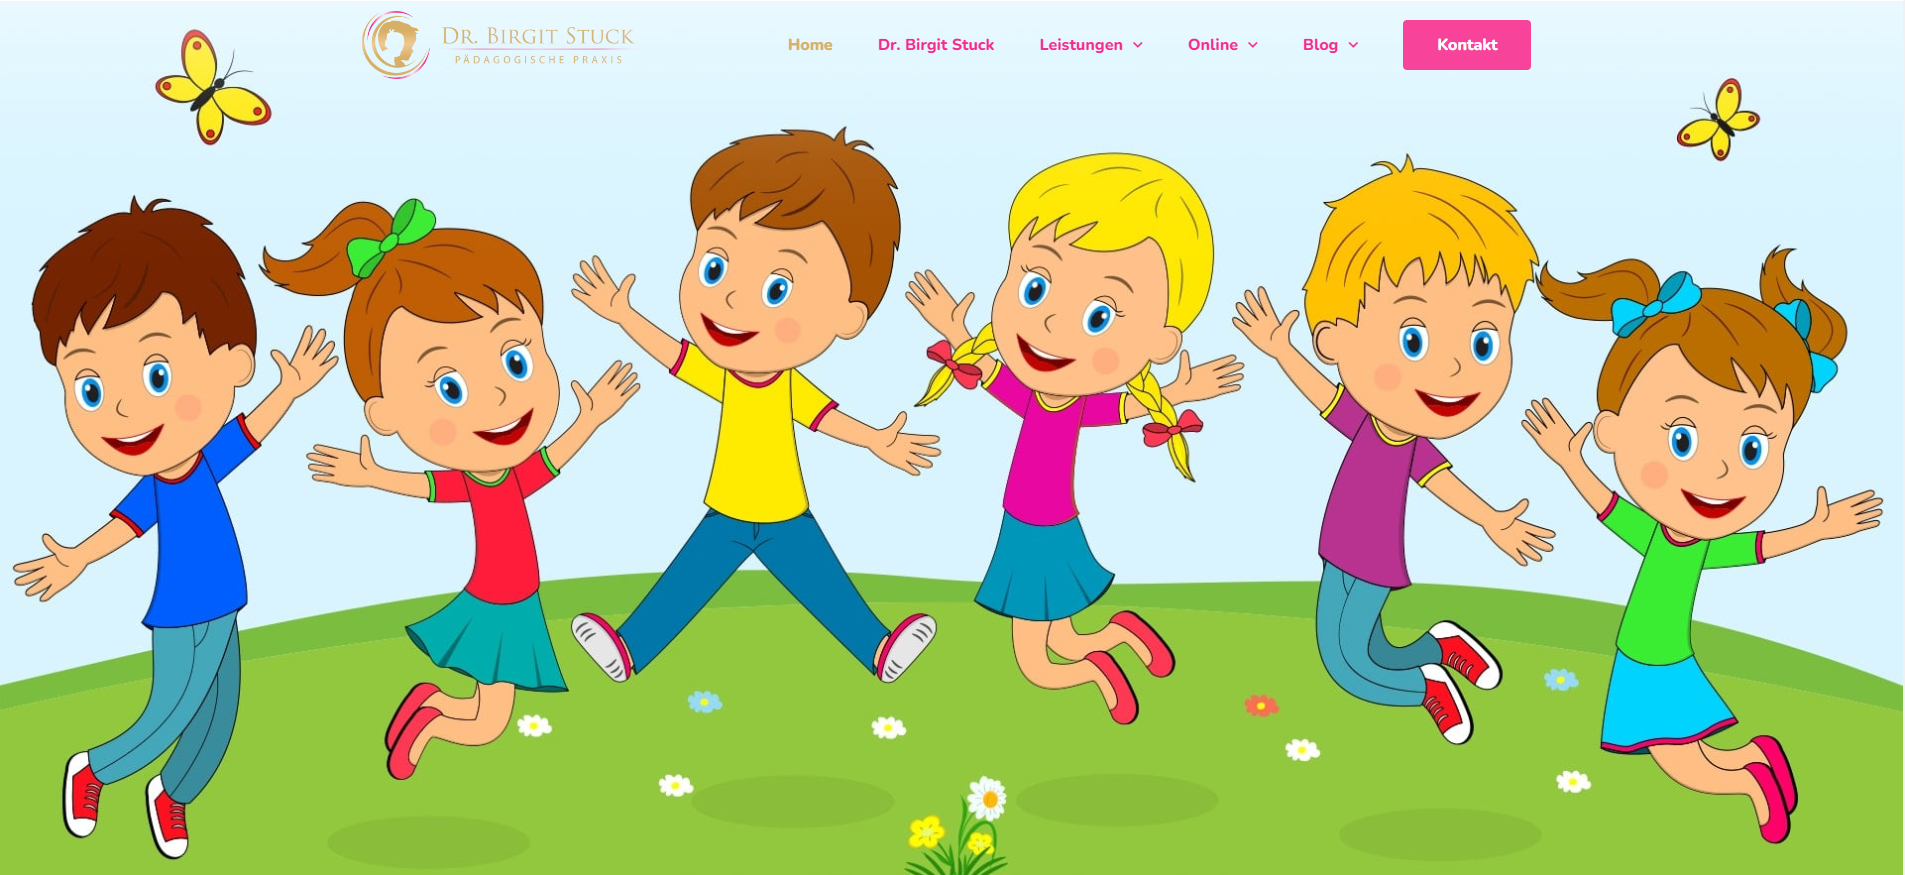 DR. BIRGIT STUCK
PÄDAGOGISCHE PRAXIS
Home
Dr. Birgit Stuck
Leistungen
Online
Blog
Kontakt